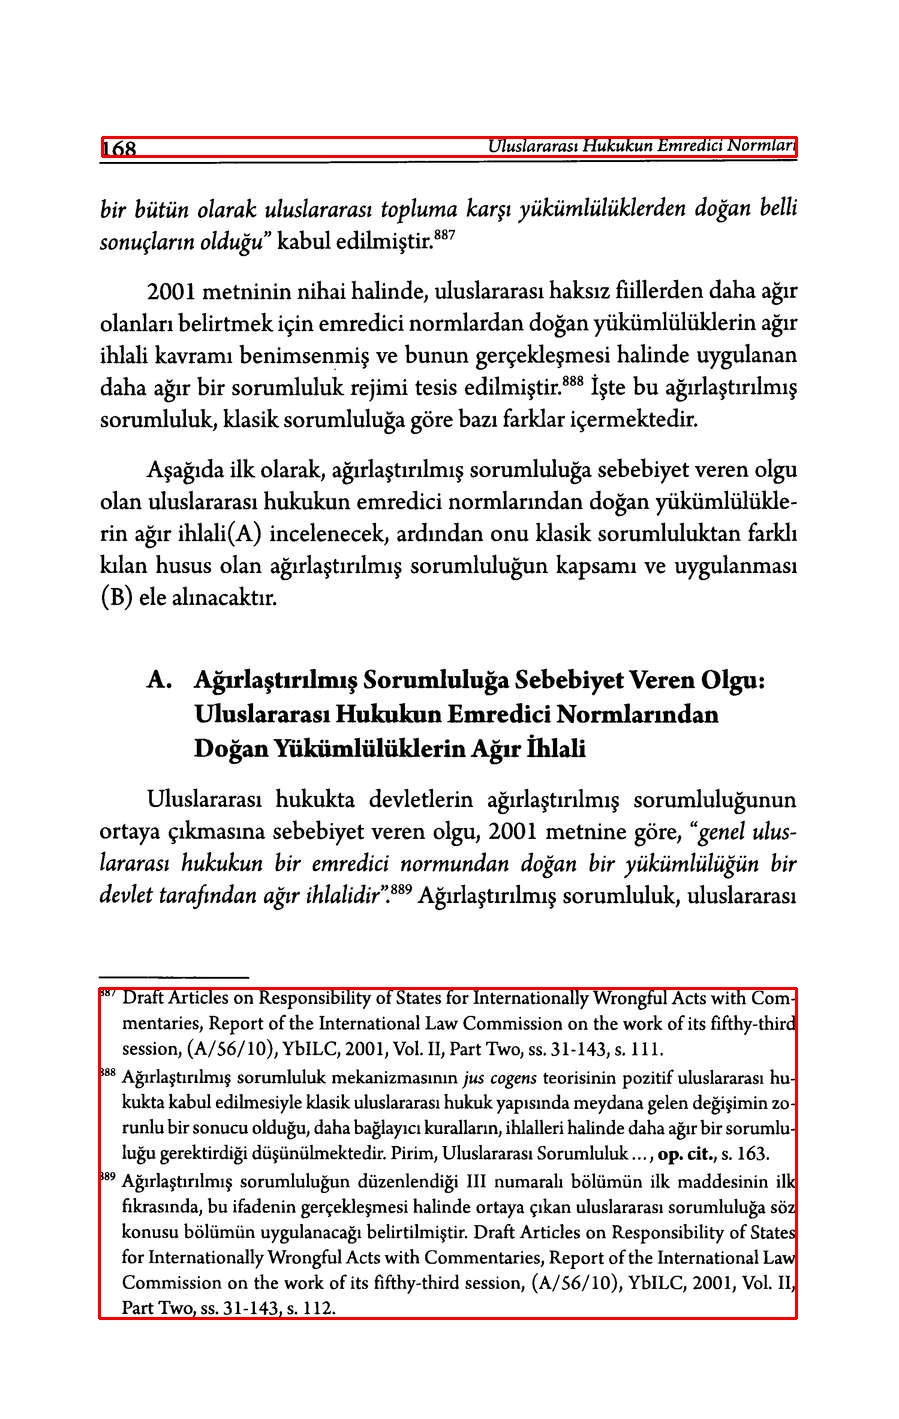 168 Uluslararası Hukukun Emredici Normları
bir bütün olarak uluslararası topluma karşı yükümlülüklerden doğan belli
sonuçların olduğu” kabul edilmiştir.887
2001 metninin nihai halinde, uluslararası haksız fiillerden daha ağır
olanları belirtmek için emredici normlardan doğan yükümlülüklerin ağır
ihlali kavramı benimsenmiş ve bunun gerçekleşmesi halinde uygulanan
daha ağır bir sorumluluk rejimi tesis edilmiştir.888 İşte bu ağırlaştırılmış
sorumluluk, klasik sorumluluğa göre bazı farklar içermektedir.
Aşağıda ilk olarak, ağırlaştırılmış sorumluluğa sebebiyet veren olgu
olan uluslararası hukukun emredici normlarından doğan yükümlülükle-
rin ağır ihlali(A) incelenecek, ardından onu klasik sorumluluktan farklı
kılan husus olan ağırlaştırılmış sorumluluğun kapsamı ve uygulanması
(B) ele alınacaktır.
A. Ağırlaştırılmış Sorumluluğa Sebebiyet Veren Olgu:
Uluslararası Hukukun Emredici Normlarından
Doğan Yükümlülüklerin Ağır İhlali
Uluslararası hukukta devletlerin ağırlaştırılmış sorumluluğunun
ortaya çıkmasına sebebiyet veren olgu, 2001 metnine göre, “genel ulus-
lararası hukukun bir emredici normundan doğan bir yükümlülüğün bir
devlet tarafından ağır ihlalidir”.889 Ağırlaştırılmış sorumluluk, uluslararası
887 Draft Articles on Responsibility of States for Internationally Wrongful Acts with Com-
mentaries, Report of the International Law Commission on the work of its fifthy-third
session, (A/56/10), YbILC, 2001, Vol. II, Part Two, ss. 31-143, s. 111.
888 Ağırlaştırılmış sorumluluk mekanizmasının jus cogens teorisinin pozitif uluslararası hu-
kukta kabul edilmesiyle klasik uluslararası hukuk yapısında meydana gelen değişimin zo-
runlu bir sonucu olduğu, daha bağlayıcı kuralların, ihlalleri halinde daha ağır bir sorumlu-
luğu gerektirdiği düşünülmektedir. Pirim, Uluslararası Sorumluluk..., op. cit., s. 163.
889 Ağırlaştırılmış sorumluluğun düzenlendiği III numaralı bölümün ilk maddesinin ilk
fıkrasında, bu ifadenin gerçekleşmesi halinde ortaya çıkan uluslararası sorumluluğa söz
konusu bölümün uygulanacağı belirtilmiştir. Draft Articles on Responsibility of States
for Internationally Wrongful Acts with Commentaries, Report of the International Law
Commission on the work of its fifthy-third session, (A/56/10), YbILC, 2001, Vol. II,
Part Two, ss. 31-143, s. 112.